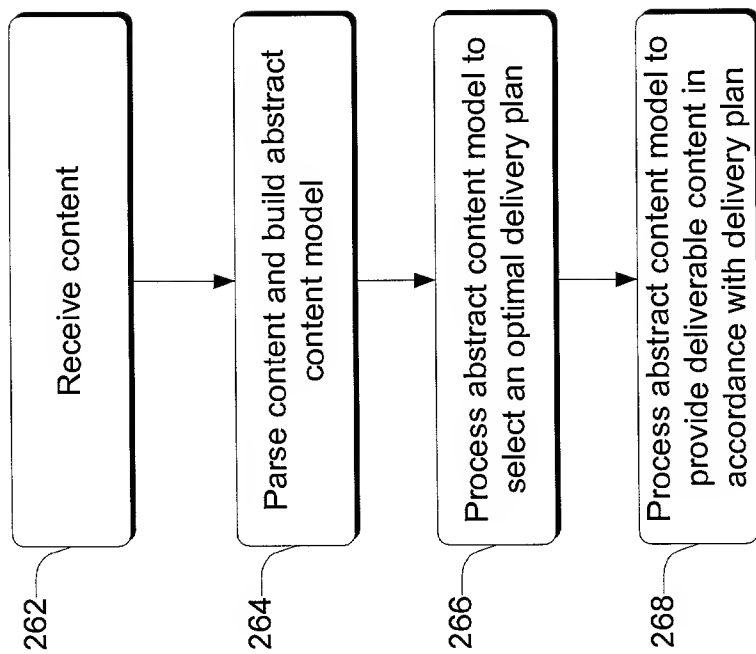 262
Receive content
264
Parse content and build abstract
content model
266
Process abstract content model to
select an optimal delivery plan
268
Process abstract content model to
provide deliverable content in
accordance with delivery plan